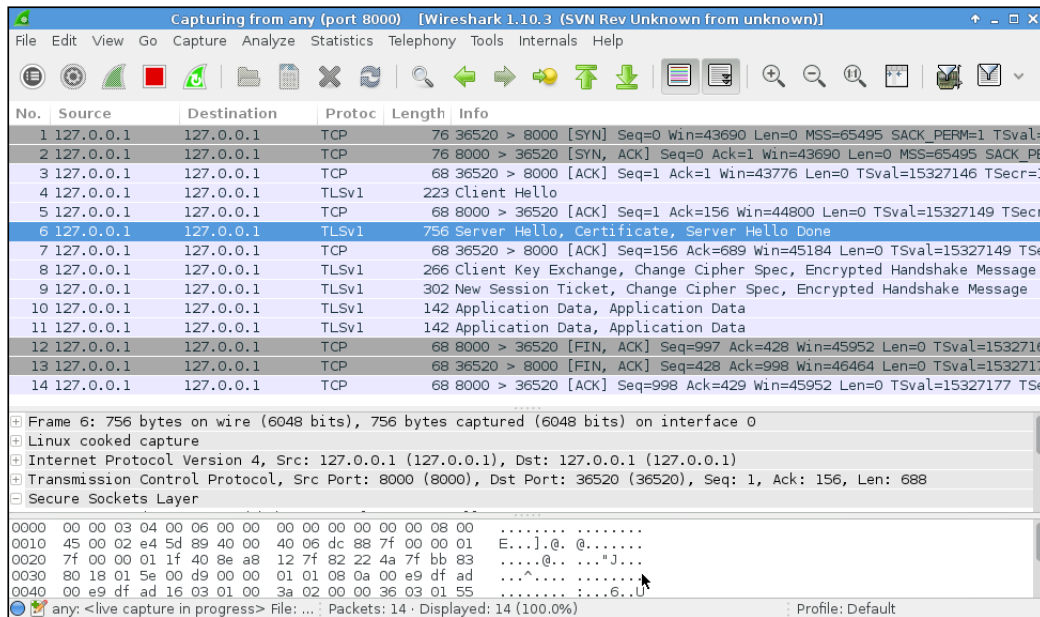 Capturing from any (port 8000) [Wireshark 1.10.3 (SVN Rev Unknown from unknown)]
File Edit View Go Capture Analyze Statistics Telephony Tools Internals Help
No. Source Destination Protoc Length Info
1 127.0.0.1 127.0.0.1 TCP 76 36520 > 8000 [SYN] Seq=0 Win=43690 Len=0 MSS=65495 SACK_PERM=1 TSval=
2 127.0.0.1 127.0.0.1 TCP 76 8000 > 36520 [SYN, ACK] Seq=0 Ack=1 Win=43690 Len=0 MSS=65495 SACK_PE
3 127.0.0.1 127.0.0.1 TCP 68 36520 > 8000 [ACK] Seq=1 Ack=1 Win=43776 Len=0 TSval=15327146 TSecr=1
4 127.0.0.1 127.0.0.1 TLSv1 223 Client Hello
5 127.0.0.1 127.0.0.1 TCP 68 8000 > 36520 [ACK] Seq=1 Ack=156 Win=44800 Len=0 TSval=15327149 TSecr
6 127.0.0.1 127.0.0.1 TLSv1 756 Server Hello, Certificate, Server Hello Done
7 127.0.0.1 127.0.0.1 TCP 68 36520 > 8000 [ACK] Seq=156 Ack=689 Win=45184 Len=0 TSval=15327149 TSe
8 127.0.0.1 127.0.0.1 TLSv1 266 Client Key Exchange, Change Cipher Spec, Encrypted Handshake Message
9 127.0.0.1 127.0.0.1 TLSv1 302 New Session Ticket, Change Cipher Spec, Encrypted Handshake Message
10 127.0.0.1 127.0.0.1 TLSv1 142 Application Data, Application Data
11 127.0.0.1 127.0.0.1 TLSv1 142 Application Data, Application Data
12 127.0.0.1 127.0.0.1 TCP 68 8000 > 36520 [FIN, ACK] Seq=997 Ack=428 Win=45952 Len=0 TSval=1532716
13 127.0.0.1 127.0.0.1 TCP 68 36520 > 8000 [FIN, ACK] Seq=428 Ack=998 Win=46464 Len=0 TSval=1532717
14 127.0.0.1 127.0.0.1 TCP 68 8000 > 36520 [ACK] Seq=998 Ack=429 Win=45952 Len=0 TSval=15327177 TSe
Frame 6: 756 bytes on wire (6048 bits), 756 bytes captured (6048 bits) on interface 0
Linux cooked capture
Internet Protocol Version 4, Src: 127.0.0.1 (127.0.0.1), Dst: 127.0.0.1 (127.0.0.1)
Transmission Control Protocol, Src Port: 8000 (8000), Dst Port: 36520 (36520), Seq: 1, Ack: 156, Len: 688
Secure Sockets Layer
0000 00 00 03 04 00 06 00 00 00 00 00 00 00 00 08 00 ........ ........
0010 45 00 02 e4 5d 89 40 00 40 06 dc 88 7f 00 00 01 E...].@. @.......
0020 7f 00 00 01 1f 40 8e a8 12 7f 82 22 4a 7f bb 83 .....@.. ..."J...
0030 80 18 01 5e 00 d9 00 00 01 01 08 0a 00 e9 df ad ...^.... ........
0040 00 e9 df ad 16 03 01 00 3a 02 00 00 36 03 01 55 ........ :...6..U
any: <live capture in progress> File: ... Packets: 14 · Displayed: 14 (100.0%) Profile: Default